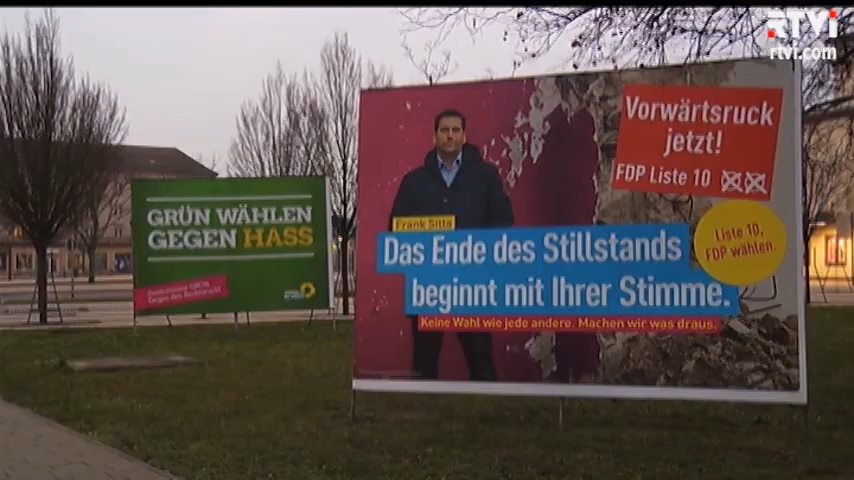 RTVi
rtvi.com
GRÜN WÄHLEN
GEGEN HASS
Vorwärtsruck
jetzt!
FDP Liste 10
Frank Sitta
Das Ende des Stillstands
beginnt mit Ihrer Stimme.
Keine Wahl wie jede andere. Machen wir was draus.
Liste 10,
FDP wählen.